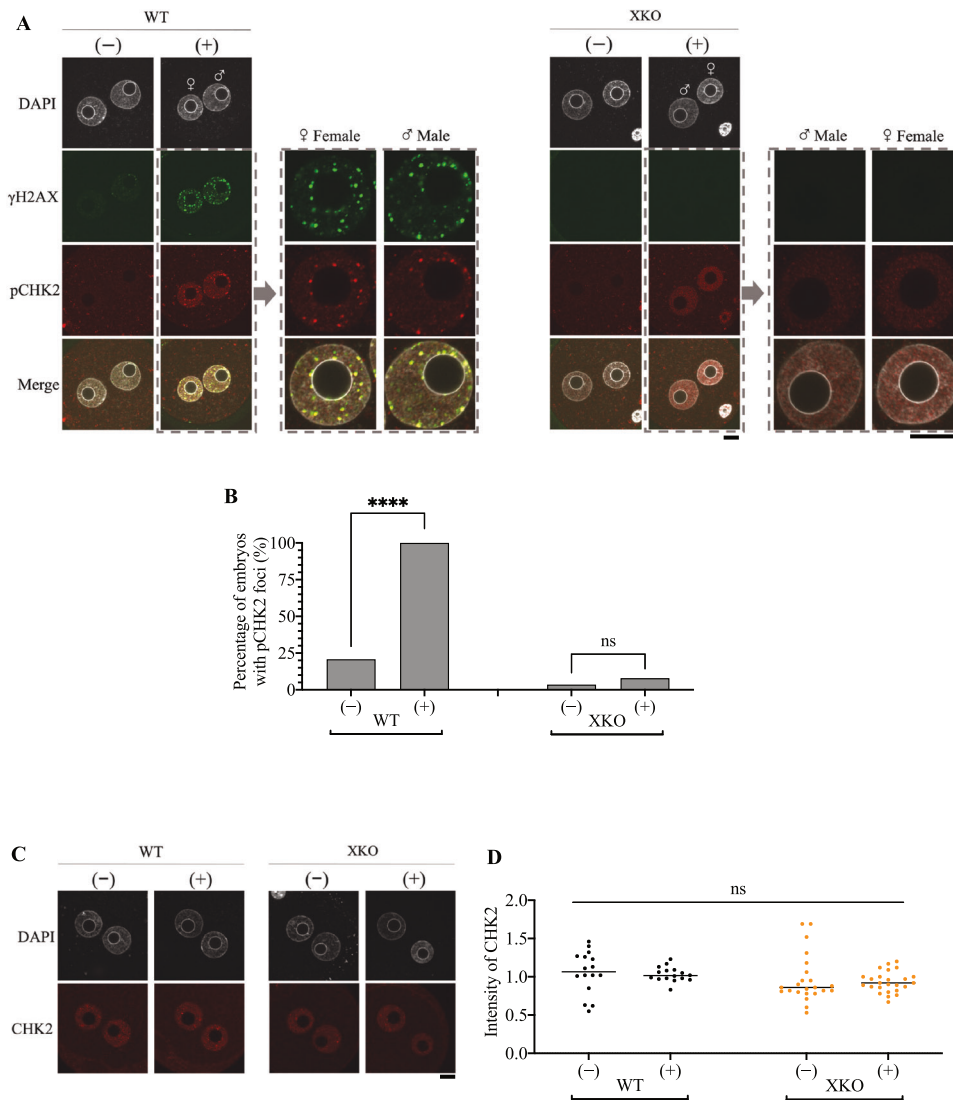 A
WT
XKO
(−) (+)
(−) (+)
♀ ♂
♂ ♀
DAPI
♀ Female ♂ Male
♂ Male ♀ Female
γH2AX
pCHK2
Merge
B
****
Percentage of embryos
with pCHK2 foci (%)
100
75
50
25
0
ns
(−) (+) (−) (+)
WT XKO
C
WT XKO
(−) (+) (−) (+)
DAPI
CHK2
D
ns
Intensity of CHK2
2.0
1.5
1.0
0.5
0.0
(−) (+) (−) (+)
WT XKO